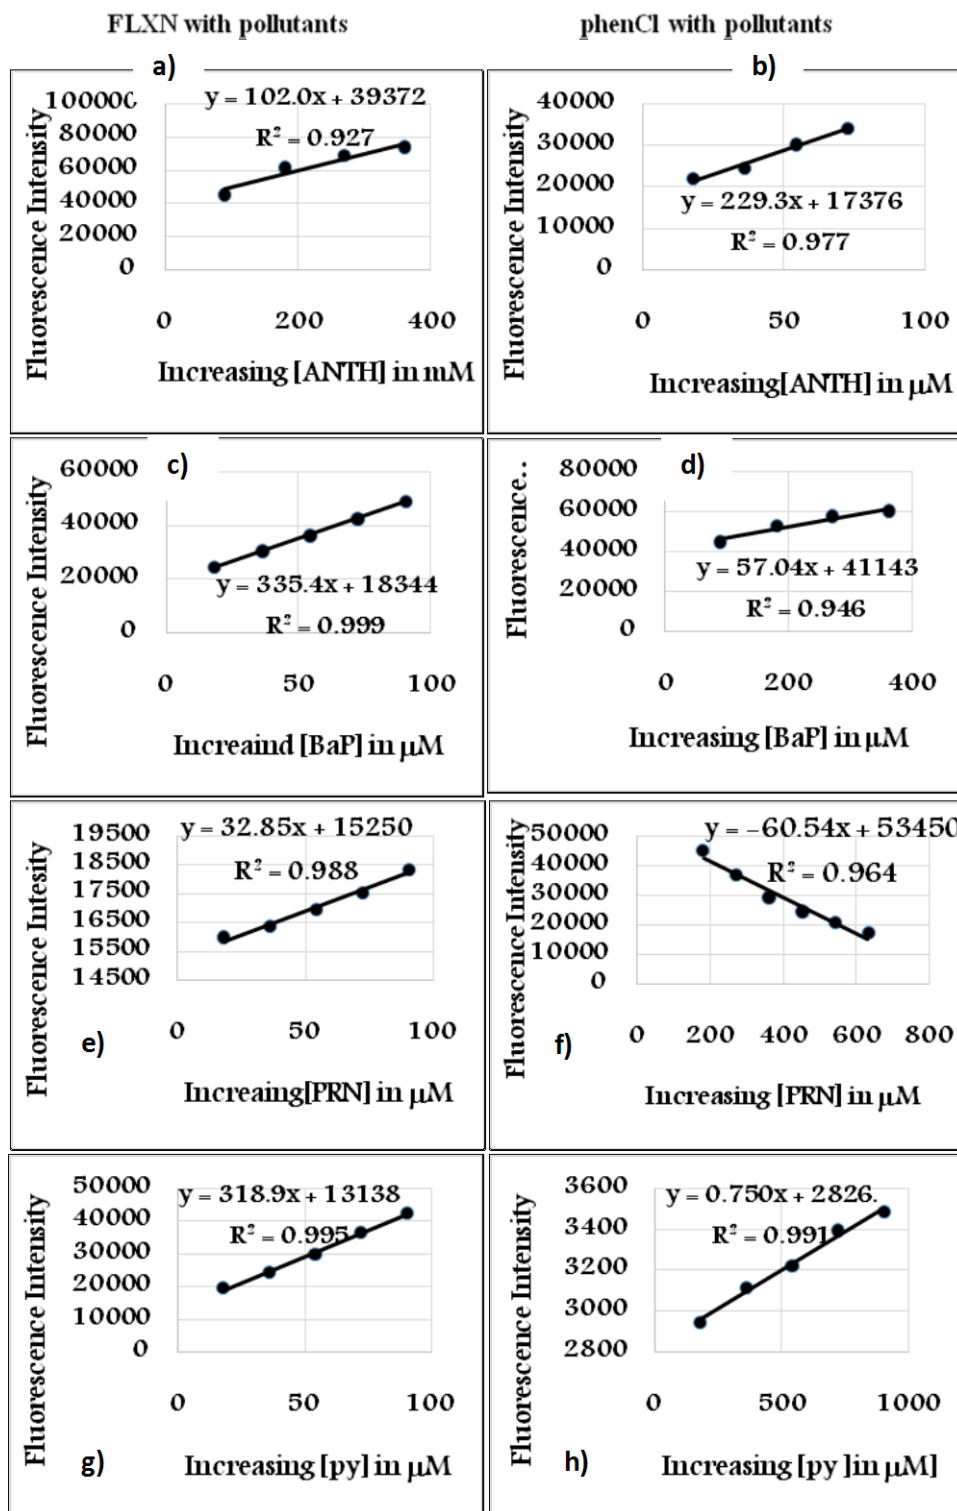 FLXN with pollutants
phenCl with pollutants
a)
100000
80000
60000
40000
20000
0
y = 102.0x + 39372
R² = 0.927
0 200 400
Fluorescence Intensity
Increasing [ANTH] in mM
b)
40000
30000
20000
10000
0
y = 229.3x + 17376
R² = 0.977
0 50 100
Fluorescence Intensity
Increasing[ANTH] in µM
c)
60000
40000
20000
0
y = 335.4x + 18344
R² = 0.999
0 50 100
Fluorescence Intensity
Increaind [BaP] in µM
d)
80000
60000
40000
20000
0
y = 57.04x + 41143
R² = 0.946
0 200 400
Fluorescence..
Increasing [BaP] in µM
19500
18500
17500
16500
15500
14500
y = 32.85x + 15250
R² = 0.988
0 50 100
Fluorescence Intesity
e)
Increaing[PRN] in µM
50000
40000
30000
20000
10000
0
y = −60.54x + 53450
R² = 0.964
0 200 400 600 800
Fluorescence Intensity
f)
Increasing [PRN] in µM
50000
40000
30000
20000
10000
0
y = 318.9x + 13138
R² = 0.995
0 50 100
Fluorescence Intensity
g)
Increasing [py] in µM
3600
3400
3200
3000
2800
y = 0.750x + 2826.
R² = 0.991
0 500 1000
Fluorescence Intensity
h)
Increasing [py ]in µM]